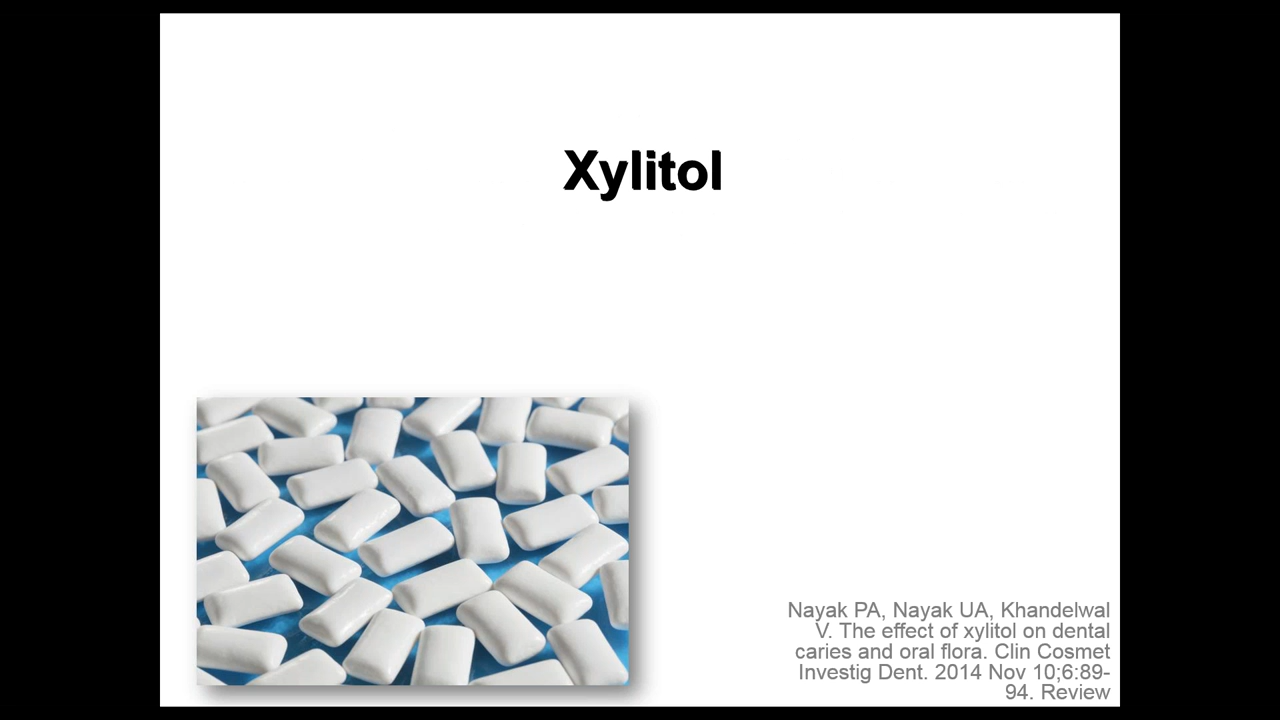 Xylitol
Nayak PA, Nayak UA, Khandelwal
V. The effect of xylitol on dental
caries and oral flora. Clin Cosmet
Investig Dent. 2014 Nov 10;6:89-
94. Review